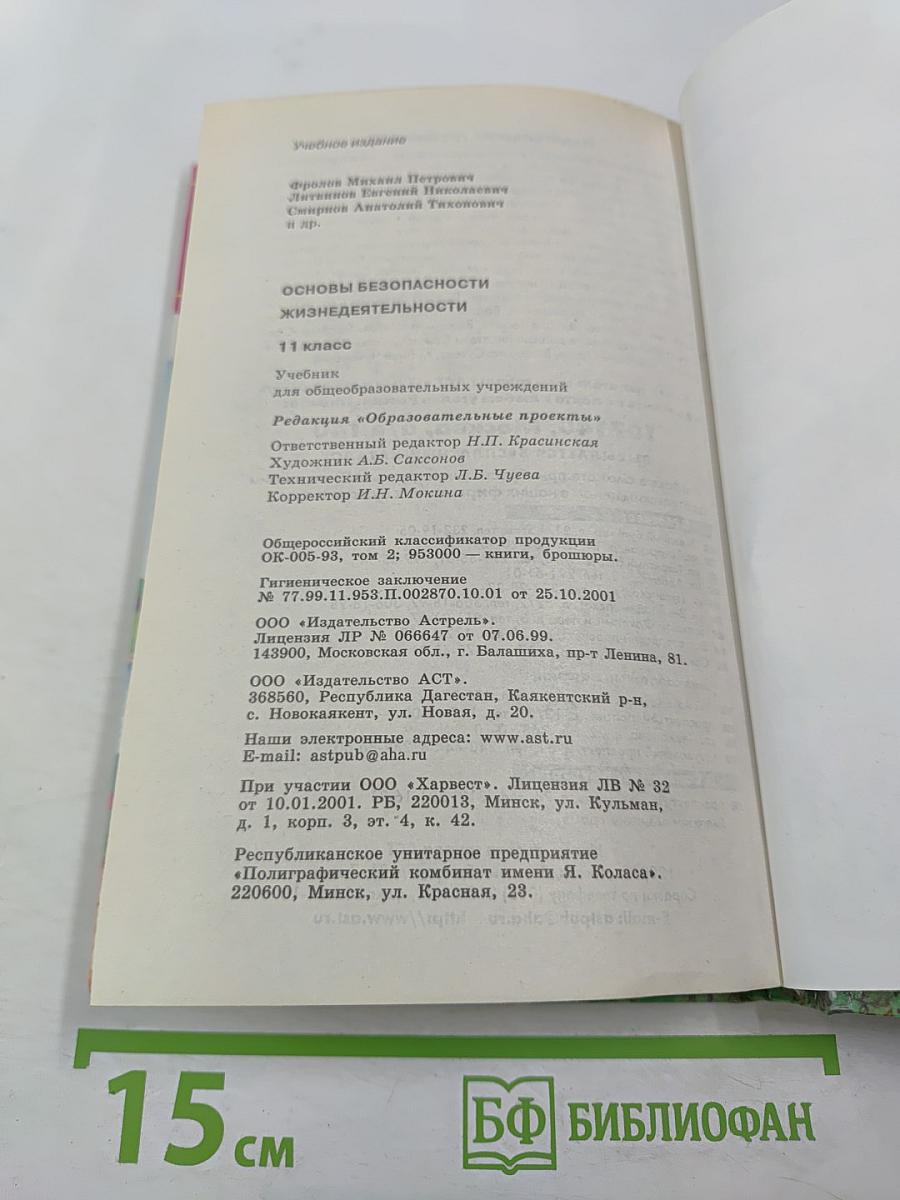 Учебное издание
Фролов Михаил Петрович
Литвинов Евгений Николаевич
Смирнов Анатолий Тихонович
и др.
ОСНОВЫ БЕЗОПАСНОСТИ
ЖИЗНЕДЕЯТЕЛЬНОСТИ
11 класс
Учебник
для общеобразовательных учреждений
Редакция «Образовательные проекты»
Ответственный редактор Н.П. Красинская
Художник А.Б. Саксонов
Технический редактор Л.Б. Чуева
Корректор И.Н. Мокина
Общероссийский классификатор продукции
ОК-005-93, том 2; 953000 — книги, брошюры.
Гигиеническое заключение
№ 77.99.11.953.П.002870.10.01 от 25.10.2001
ООО «Издательство Астрель».
Лицензия ЛР № 066647 от 07.06.99.
143900, Московская обл., г. Балашиха, пр-т Ленина, 81.
ООО «Издательство АСТ».
368560, Республика Дагестан, Каякентский р-н,
с. Новокаякент, ул. Новая, д. 20.
Наши электронные адреса: www.ast.ru
E-mail: astpub@aha.ru
При участии ООО «Харвест». Лицензия ЛВ № 32
от 10.01.2001. РБ, 220013, Минск, ул. Кульман,
д. 1, корп. 3, эт. 4, к. 42.
Республиканское унитарное предприятие
«Полиграфический комбинат имени Я. Коласа».
220600, Минск, ул. Красная, 23.
15 см
БФ БИБЛИОФАН